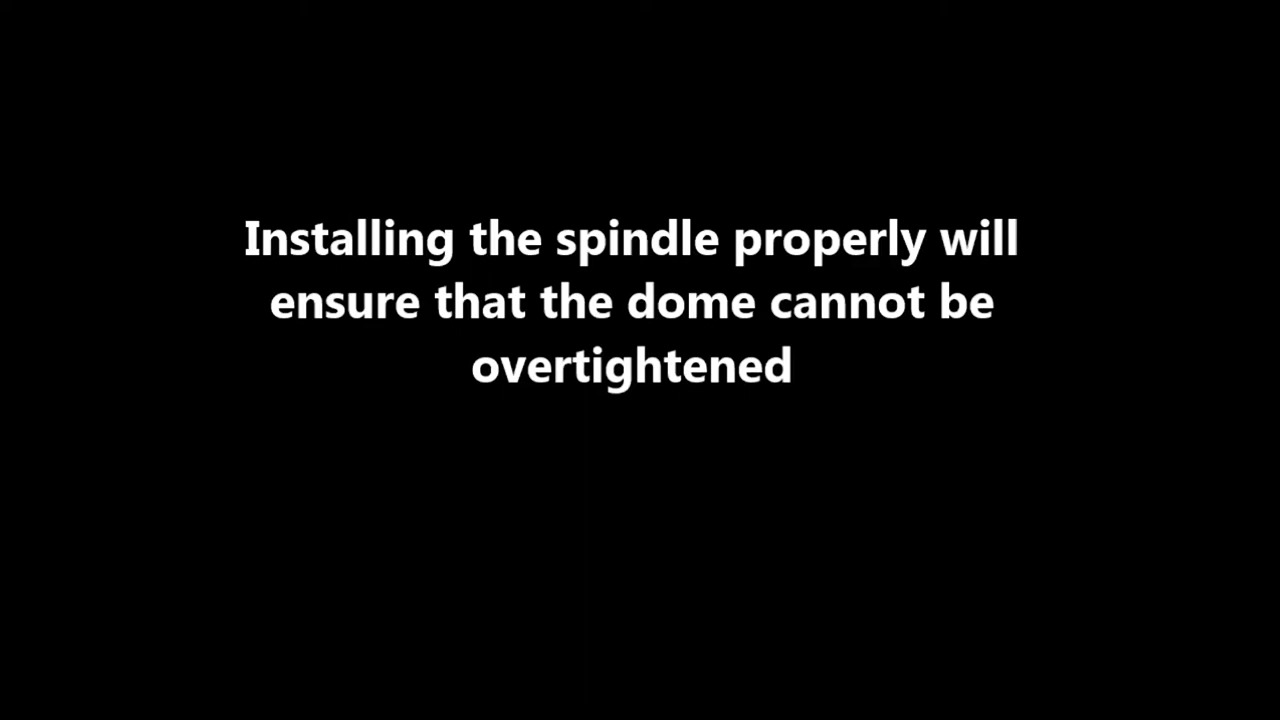 Installing the spindle properly will
ensure that the dome cannot be
overtightened